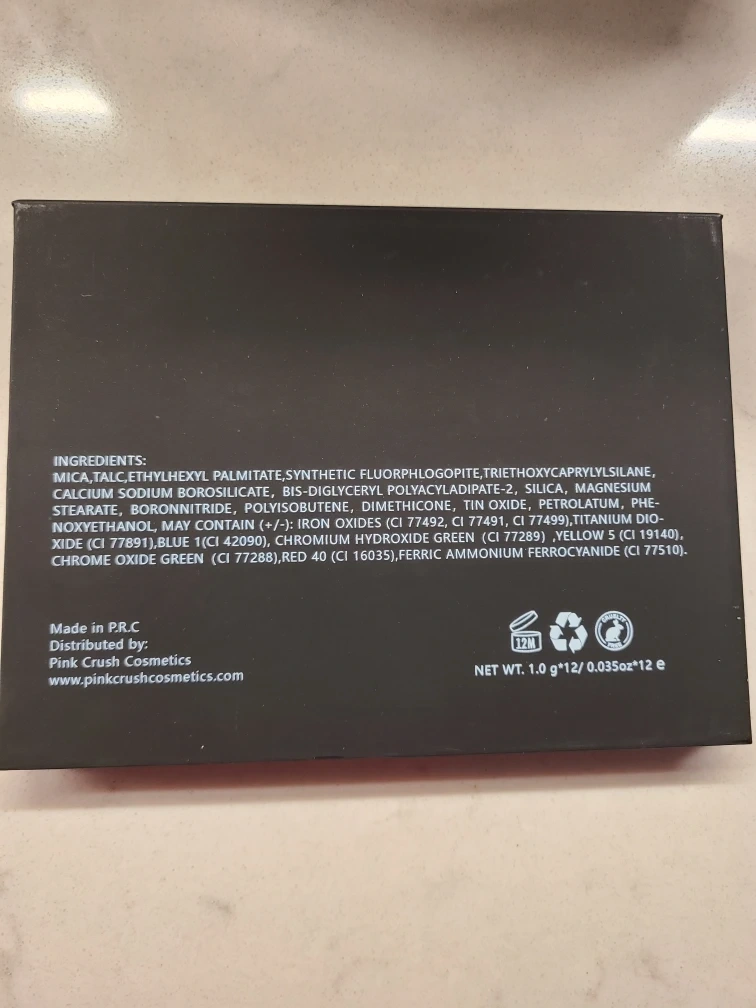 INGREDIENTS:
MICA,TALC,ETHYLHEXYL PALMITATE,SYNTHETIC FLUORPHLOGOPITE,TRIETHOXYCAPRYLYLSILANE,
CALCIUM SODIUM BOROSILICATE, BIS-DIGLYCERYL POLYACYLADIPATE-2, SILICA, MAGNESIUM
STEARATE, BORONNITRIDE, POLYISOBUTENE, DIMETHICONE, TIN OXIDE, PETROLATUM, PHE-
NOXYETHANOL, MAY CONTAIN (+/-): IRON OXIDES (CI 77492, CI 77491, CI 77499),TITANIUM DIO-
XIDE (CI 77891),BLUE 1(CI 42090), CHROMIUM HYDROXIDE GREEN (CI 77289) ,YELLOW 5 (CI 19140),
CHROME OXIDE GREEN (CI 77288),RED 40 (CI 16035),FERRIC AMMONIUM FERROCYANIDE (CI 77510).
Made in P.R.C
Distributed by:
Pink Crush Cosmetics
www.pinkcrushcosmetics.com
12M
CRUELTY
FREE
NET WT. 1.0 g*12/ 0.035oz*12 e